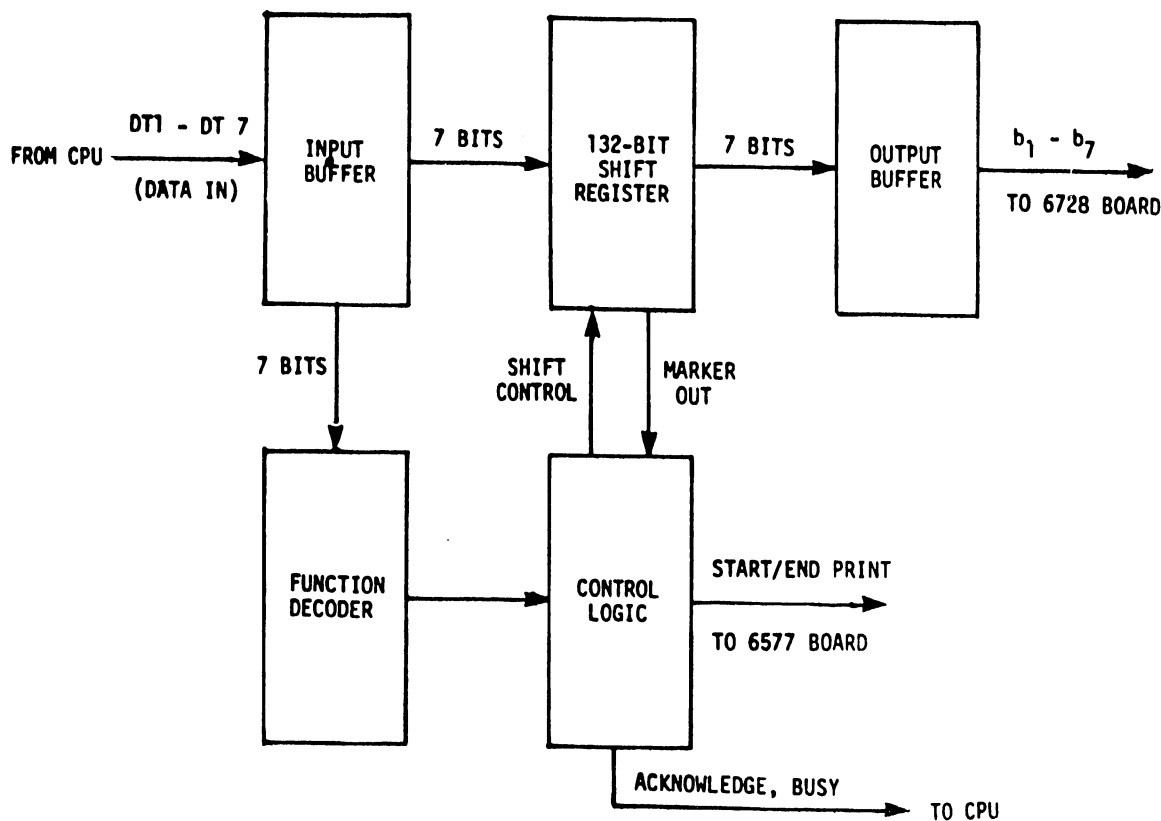 DT1 - DT 7
FROM CPU
(DATA IN)
INPUT
BUFFER
7 BITS
132-BIT
SHIFT
REGISTER
7 BITS
OUTPUT
BUFFER
b1 - b7
TO 6728 BOARD
7 BITS
SHIFT
CONTROL
MARKER
OUT
FUNCTION
DECODER
CONTROL
LOGIC
START/END PRINT
TO 6577 BOARD
ACKNOWLEDGE, BUSY
TO CPU